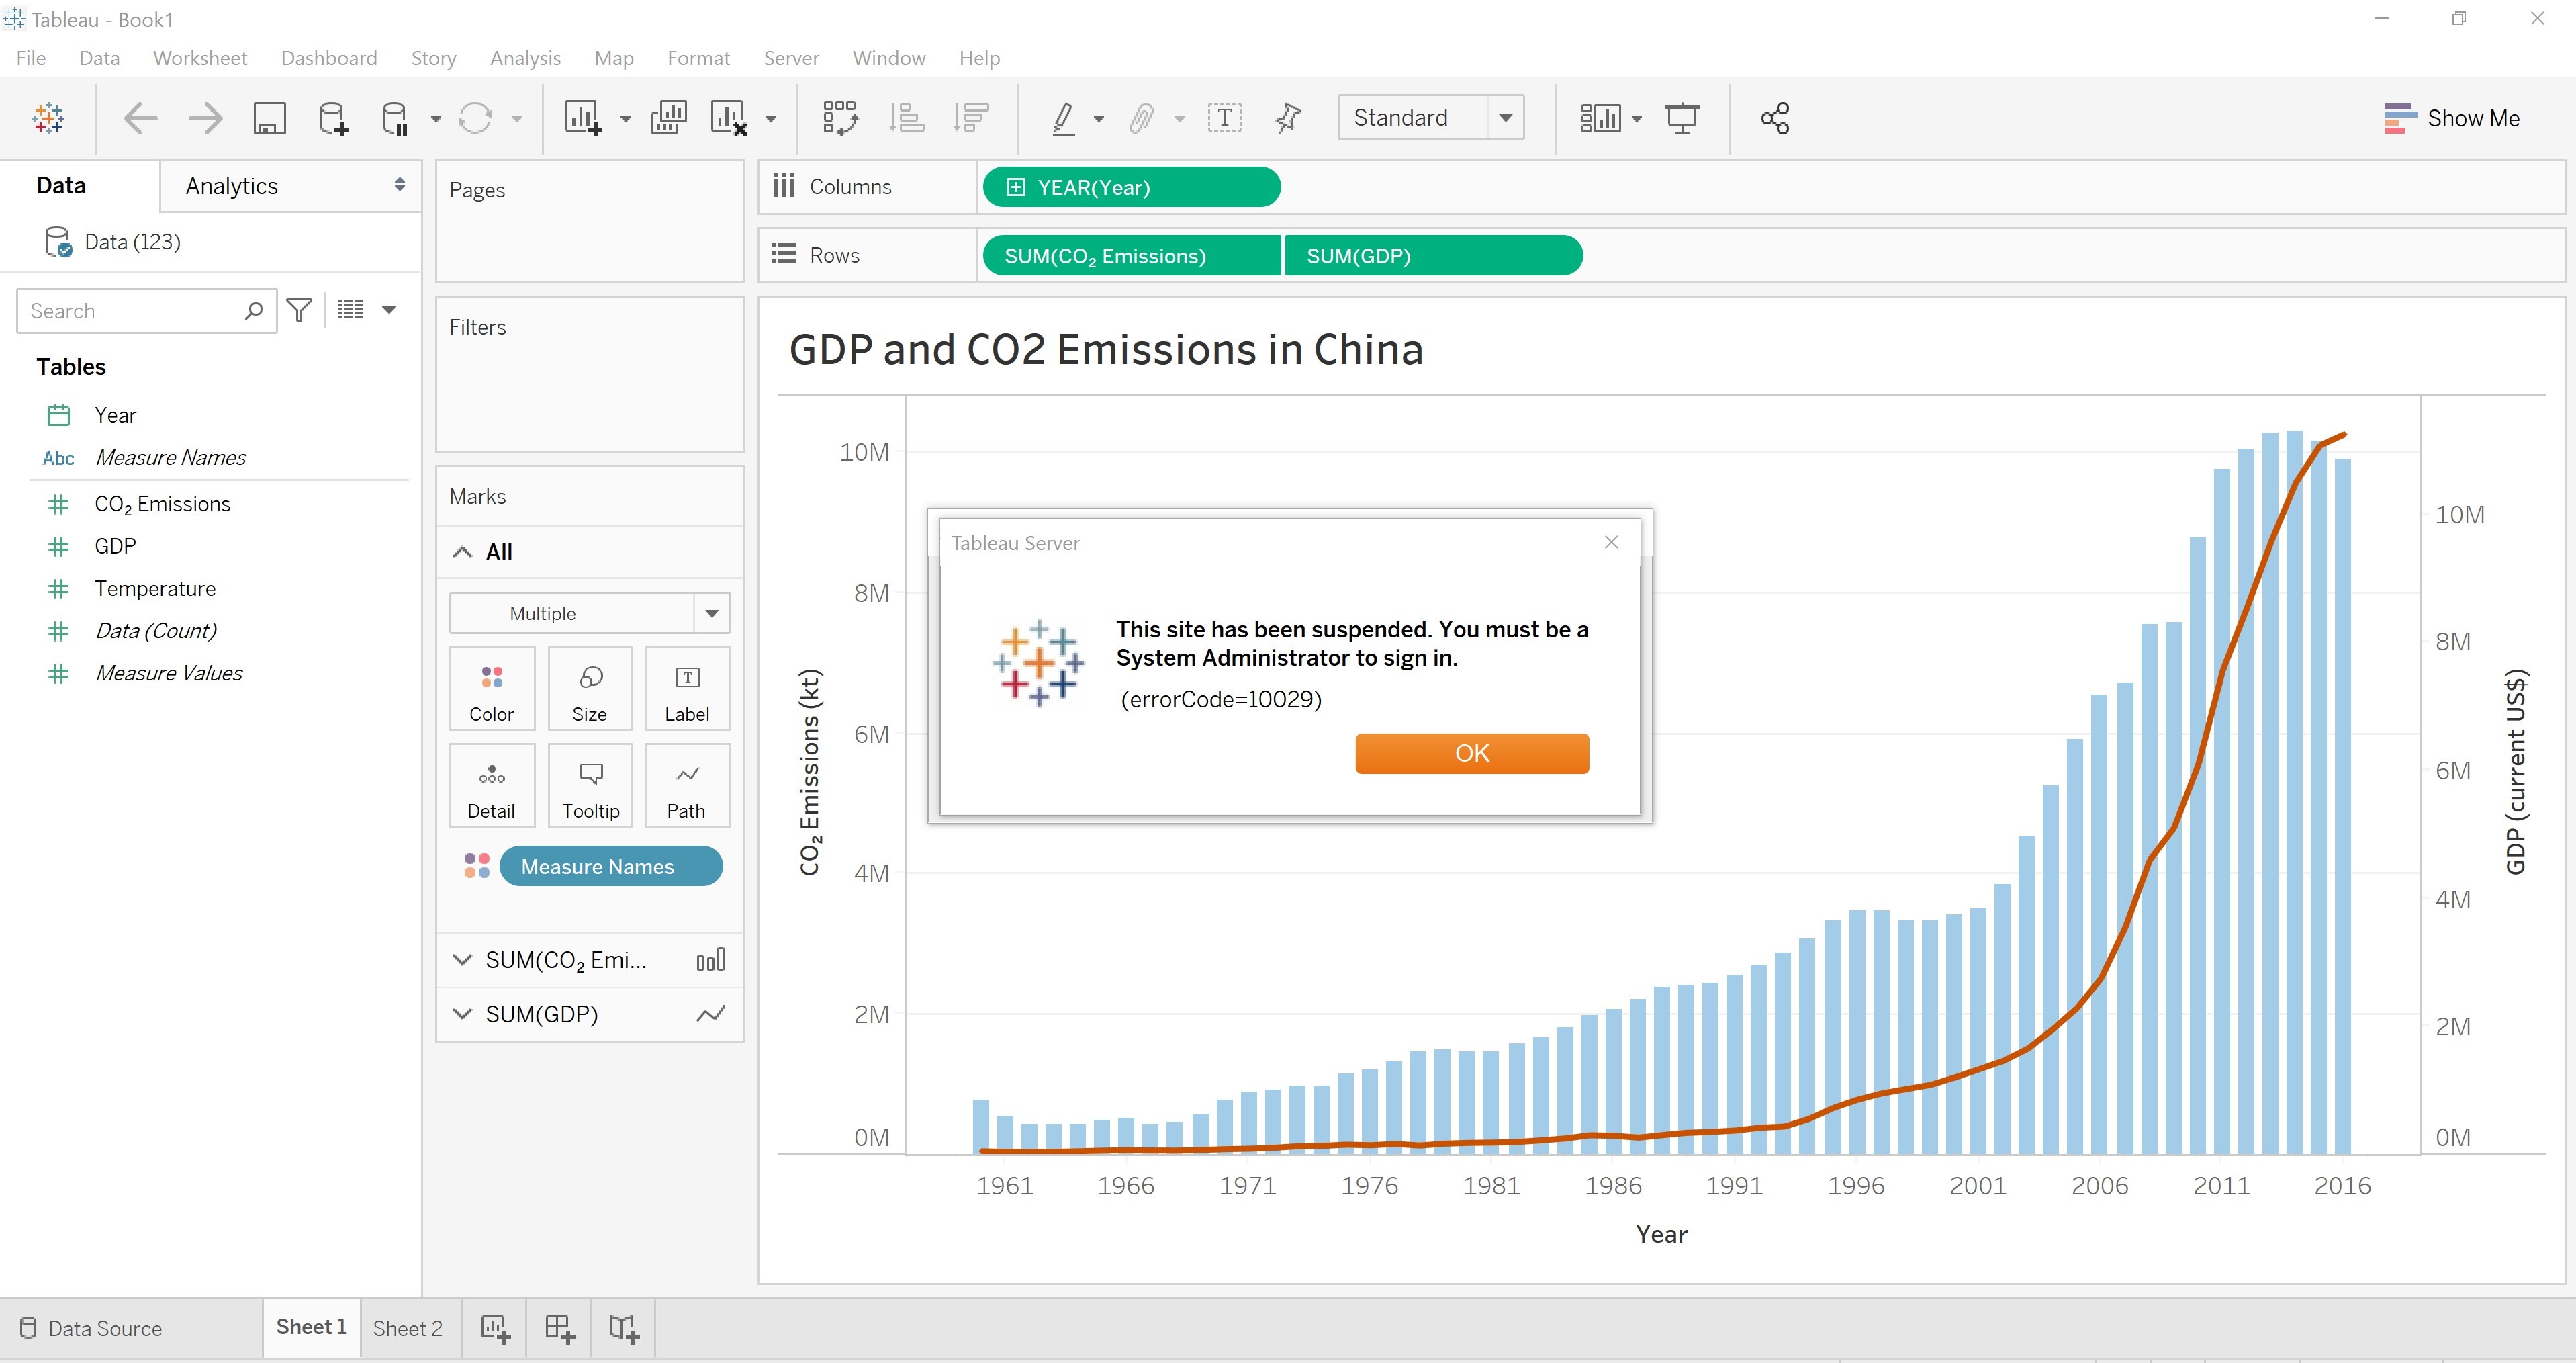 Tableau - Book1
File Data Worksheet Dashboard Story Analysis Map Format Server Window Help
Standard
Show Me
Data
Analytics
Data (123)
Search
Tables
Year
Abc Measure Names
CO₂ Emissions
GDP
Temperature
Data (Count)
Measure Values
Pages
Filters
Marks
All
Multiple
Color Size Label
Detail Tooltip Path
Measure Names
SUM(CO₂ Emi...
SUM(GDP)
Columns
YEAR(Year)
Rows
SUM(CO₂ Emissions) SUM(GDP)
GDP and CO2 Emissions in China
CO₂ Emissions (kt)
10M
8M
6M
4M
2M
0M
Tableau Server
This site has been suspended. You must be a
System Administrator to sign in.
(errorCode=10029)
OK
10M
8M
6M
4M
2M
0M
GDP (current US$)
1961 1966 1971 1976 1981 1986 1991 1996 2001 2006 2011 2016
Year
Data Source
Sheet 1
Sheet 2